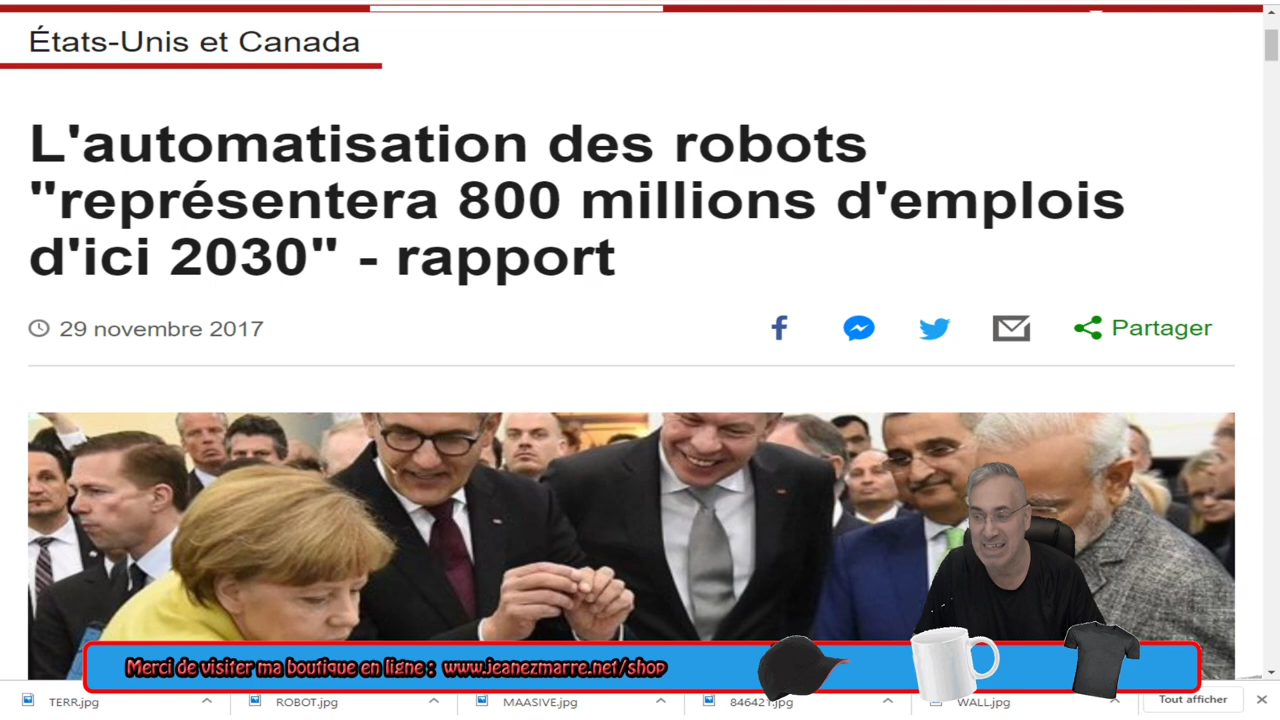 États-Unis et Canada
L'automatisation des robots
"représentera 800 millions d'emplois
d'ici 2030" - rapport
29 novembre 2017
Partager
Merci de visiter ma boutique en ligne : www.jeanezmarre.net/shop
TERR.jpg
ROBOT.jpg
MAASIVE.jpg
846421.jpg
WALL.jpg
Tout afficher